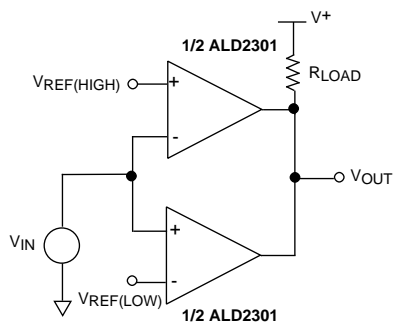 V+
1/2 ALD2301
VREF(HIGH)
+
RLOAD
-
VOUT
VIN
+
-
VREF(LOW)
1/2 ALD2301